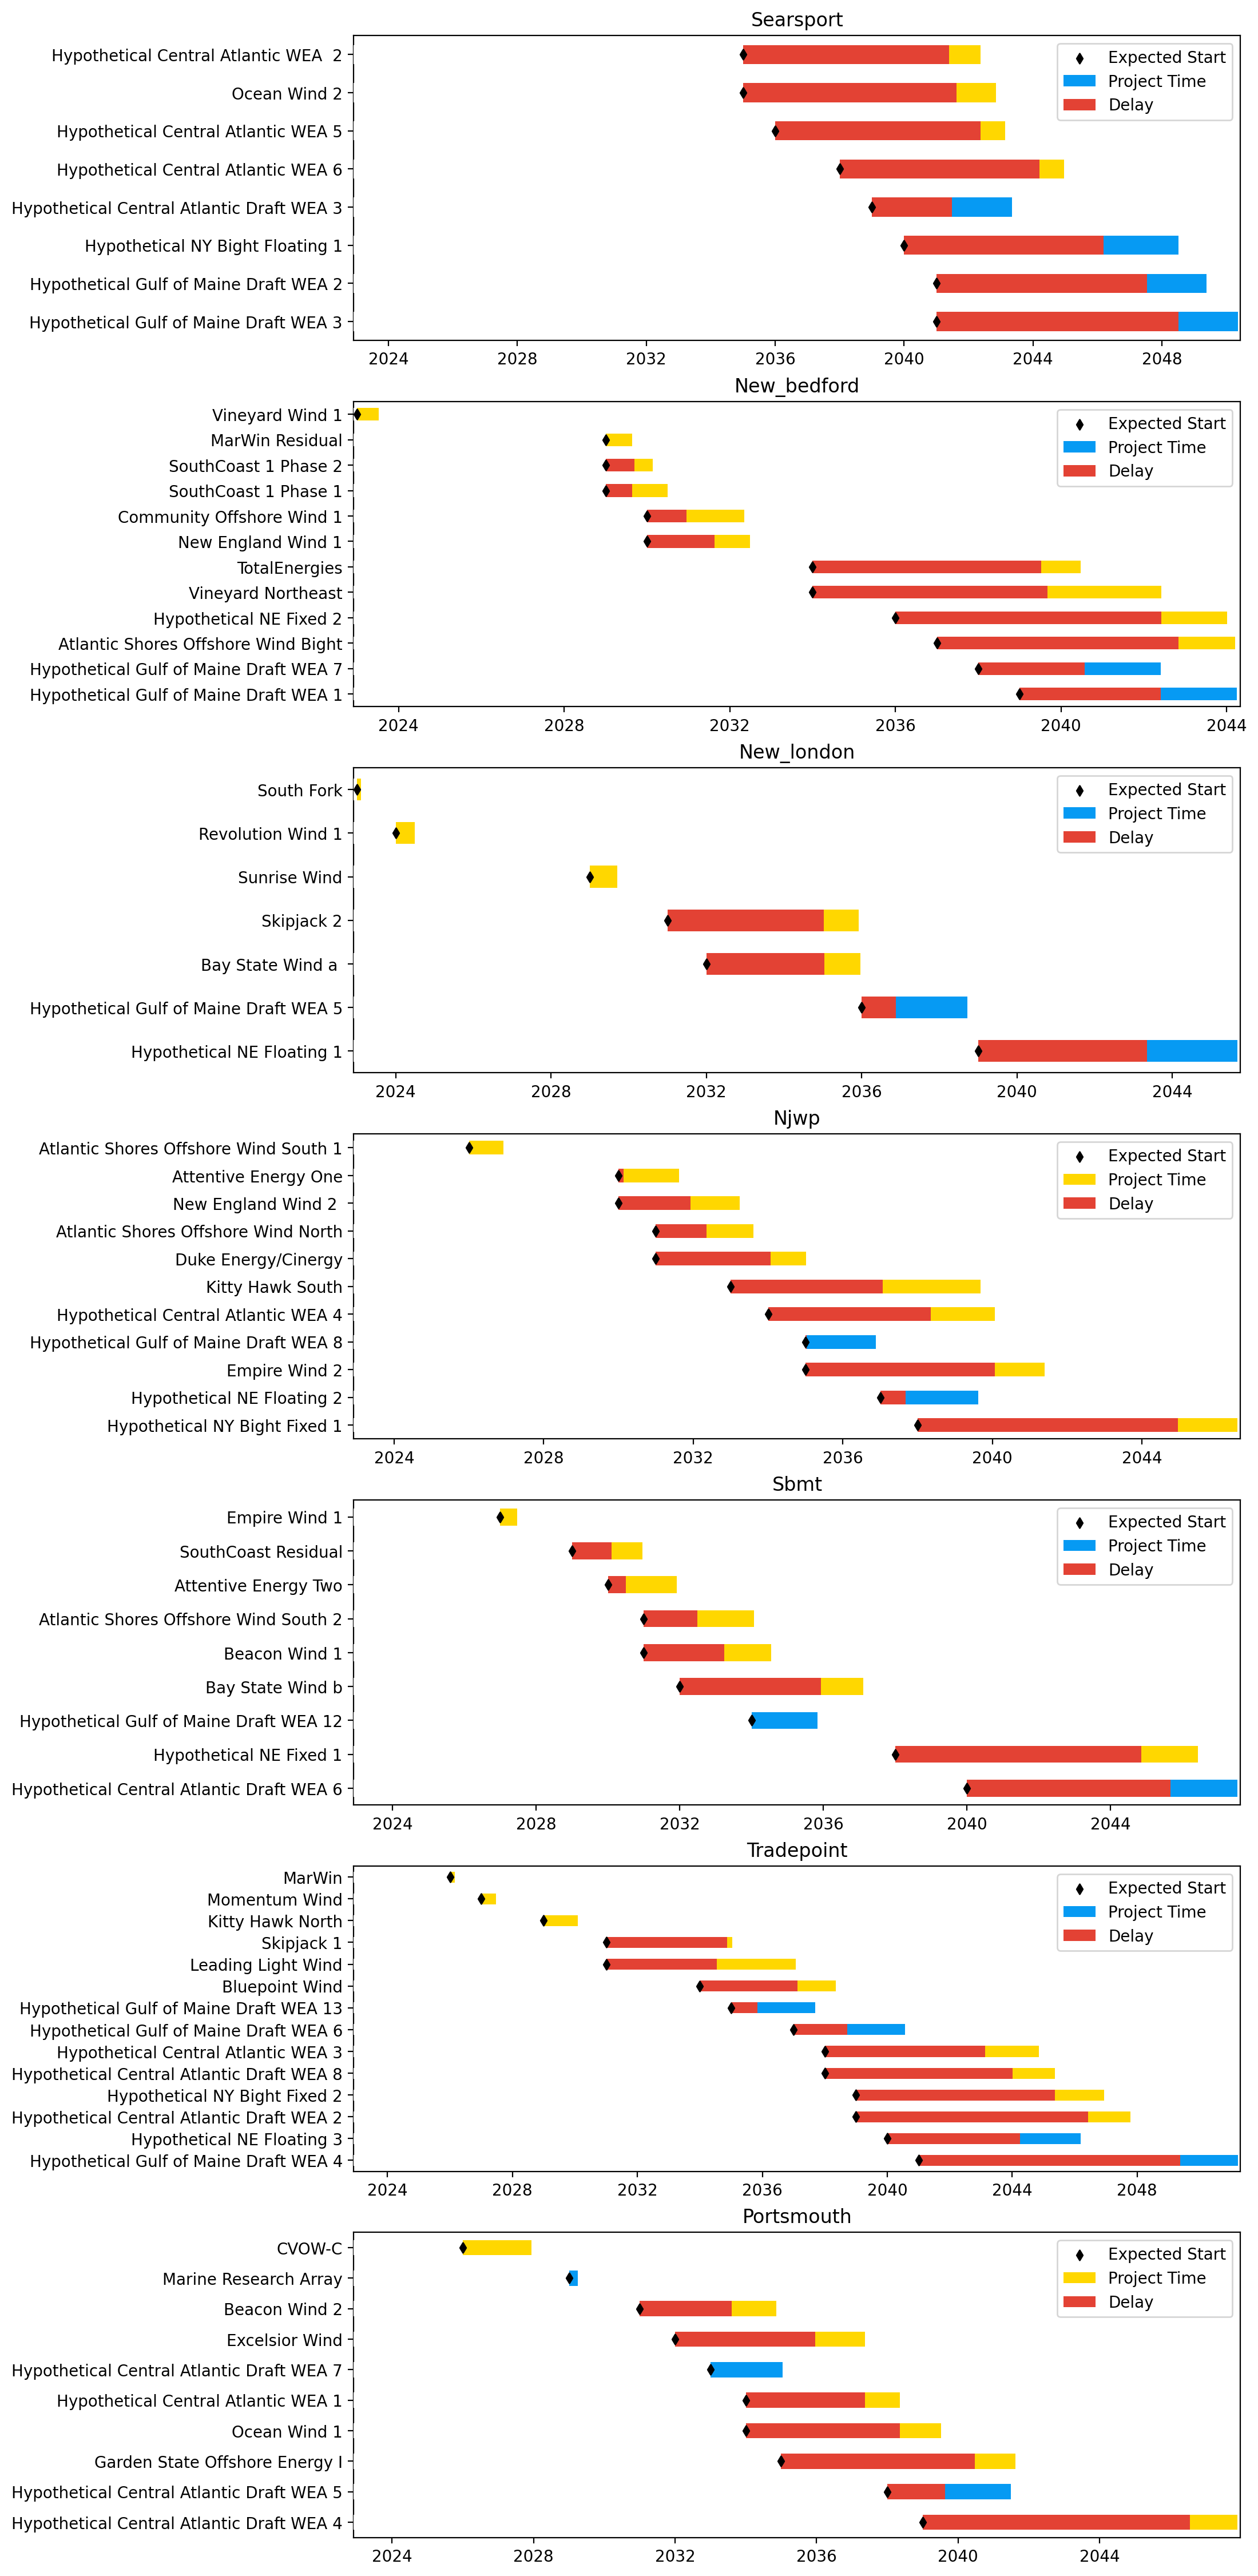 Searsport
Hypothetical Central Atlantic WEA  2
Ocean Wind 2
Hypothetical Central Atlantic WEA 5
Hypothetical Central Atlantic WEA 6
Hypothetical Central Atlantic Draft WEA 3
Hypothetical NY Bight Floating 1
Hypothetical Gulf of Maine Draft WEA 2
Hypothetical Gulf of Maine Draft WEA 3
Expected Start
Project Time
Delay
2024 2028 2032 2036 2040 2044 2048
New_bedford
Vineyard Wind 1
MarWin Residual
SouthCoast 1 Phase 2
SouthCoast 1 Phase 1
Community Offshore Wind 1
New England Wind 1
TotalEnergies
Vineyard Northeast
Hypothetical NE Fixed 2
Atlantic Shores Offshore Wind Bight
Hypothetical Gulf of Maine Draft WEA 7
Hypothetical Gulf of Maine Draft WEA 1
Expected Start
Project Time
Delay
2024 2028 2032 2036 2040 2044
New_london
South Fork
Revolution Wind 1
Sunrise Wind
Skipjack 2
Bay State Wind a
Hypothetical Gulf of Maine Draft WEA 5
Hypothetical NE Floating 1
Expected Start
Project Time
Delay
2024 2028 2032 2036 2040 2044
Njwp
Atlantic Shores Offshore Wind South 1
Attentive Energy One
New England Wind 2
Atlantic Shores Offshore Wind North
Duke Energy/Cinergy
Kitty Hawk South
Hypothetical Central Atlantic WEA 4
Hypothetical Gulf of Maine Draft WEA 8
Empire Wind 2
Hypothetical NE Floating 2
Hypothetical NY Bight Fixed 1
Expected Start
Project Time
Delay
2024 2028 2032 2036 2040 2044
Sbmt
Empire Wind 1
SouthCoast Residual
Attentive Energy Two
Atlantic Shores Offshore Wind South 2
Beacon Wind 1
Bay State Wind b
Hypothetical Gulf of Maine Draft WEA 12
Hypothetical NE Fixed 1
Hypothetical Central Atlantic Draft WEA 6
Expected Start
Project Time
Delay
2024 2028 2032 2036 2040 2044
Tradepoint
MarWin
Momentum Wind
Kitty Hawk North
Skipjack 1
Leading Light Wind
Bluepoint Wind
Hypothetical Gulf of Maine Draft WEA 13
Hypothetical Gulf of Maine Draft WEA 6
Hypothetical Central Atlantic WEA 3
Hypothetical Central Atlantic Draft WEA 8
Hypothetical NY Bight Fixed 2
Hypothetical Central Atlantic Draft WEA 2
Hypothetical NE Floating 3
Hypothetical Gulf of Maine Draft WEA 4
Expected Start
Project Time
Delay
2024 2028 2032 2036 2040 2044 2048
Portsmouth
CVOW-C
Marine Research Array
Beacon Wind 2
Excelsior Wind
Hypothetical Central Atlantic Draft WEA 7
Hypothetical Central Atlantic WEA 1
Ocean Wind 1
Garden State Offshore Energy I
Hypothetical Central Atlantic Draft WEA 5
Hypothetical Central Atlantic Draft WEA 4
Expected Start
Project Time
Delay
2024 2028 2032 2036 2040 2044